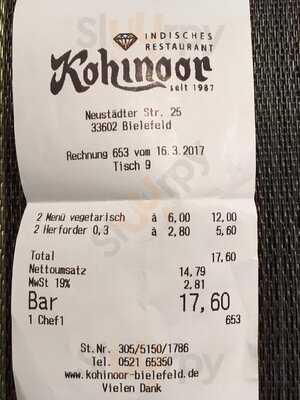 INDISCHES
RESTAURANT
Kohinoor
seit 1987
Neustädter Str. 25
33602 Bielefeld
Rechnung 653 vom 16.3.2017
Tisch 9
2 Menü vegetarisch à 6,00 12,00
2 Herforder 0,3 à 2,80 5,60
Total 17,60
Nettoumsatz 14,79
MwSt 19% 2,81
Bar 17,60
1 Chef1 653
St.Nr. 305/5150/1786
Tel. 0521 65350
www.kohinoor-bielefeld.de
Vielen Dank